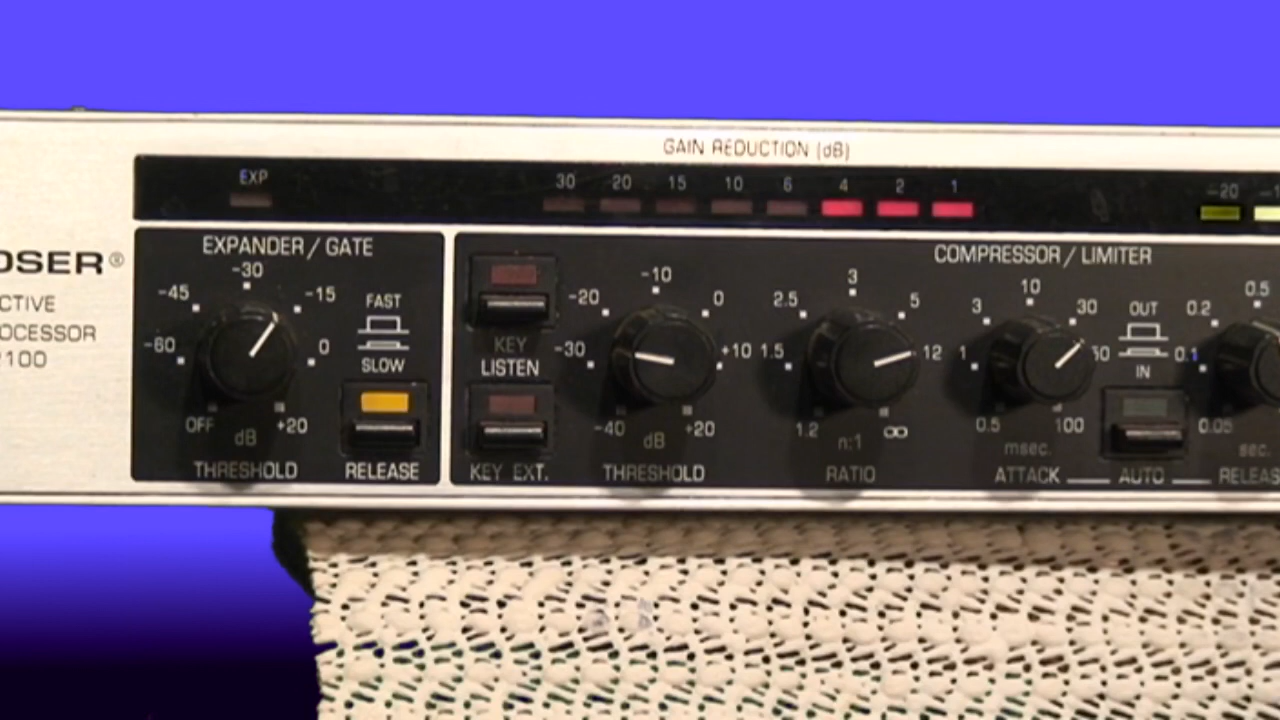 GAIN REDUCTION (dB)
EXP
30 20 15 10 6 4 2 1
-20
OSER®
CTIVE
OCESSOR
2100
EXPANDER / GATE
-30
-45 -15
-60 0
OFF +20
dB
THRESHOLD
FAST
SLOW
RELEASE
KEY
LISTEN
KEY EXT.
COMPRESSOR / LIMITER
-10
-20 0
-30 +10
-40 +20
dB
THRESHOLD
3
2.5 5
1.5 12
1.2 ∞
n:1
RATIO
10
3 30
1 50
0.5 100
msec.
ATTACK
OUT
IN
AUTO
0.5
0.2
0.1
0.05
sec.
RELEAS